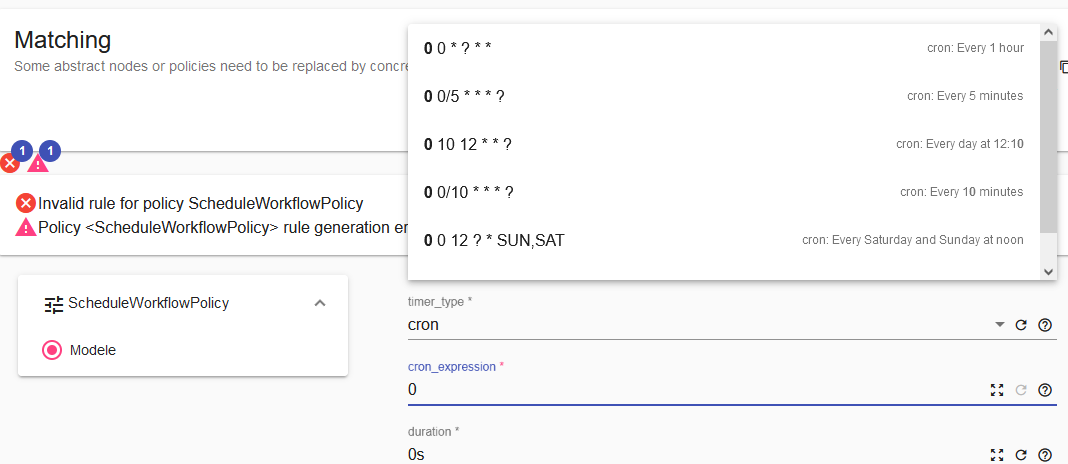 Matching
Some abstract nodes or policies need to be replaced by concre
0 0 * ? * * cron: Every 1 hour
0 0/5 * * * ? cron: Every 5 minutes
0 10 12 * * ? cron: Every day at 12:10
0 0/10 * * * ? cron: Every 10 minutes
0 0 12 ? * SUN,SAT cron: Every Saturday and Sunday at noon
1 1
Invalid rule for policy ScheduleWorkflowPolicy
Policy <ScheduleWorkflowPolicy> rule generation er
ScheduleWorkflowPolicy
Modele
timer_type *
cron
cron_expression *
0
duration *
0s